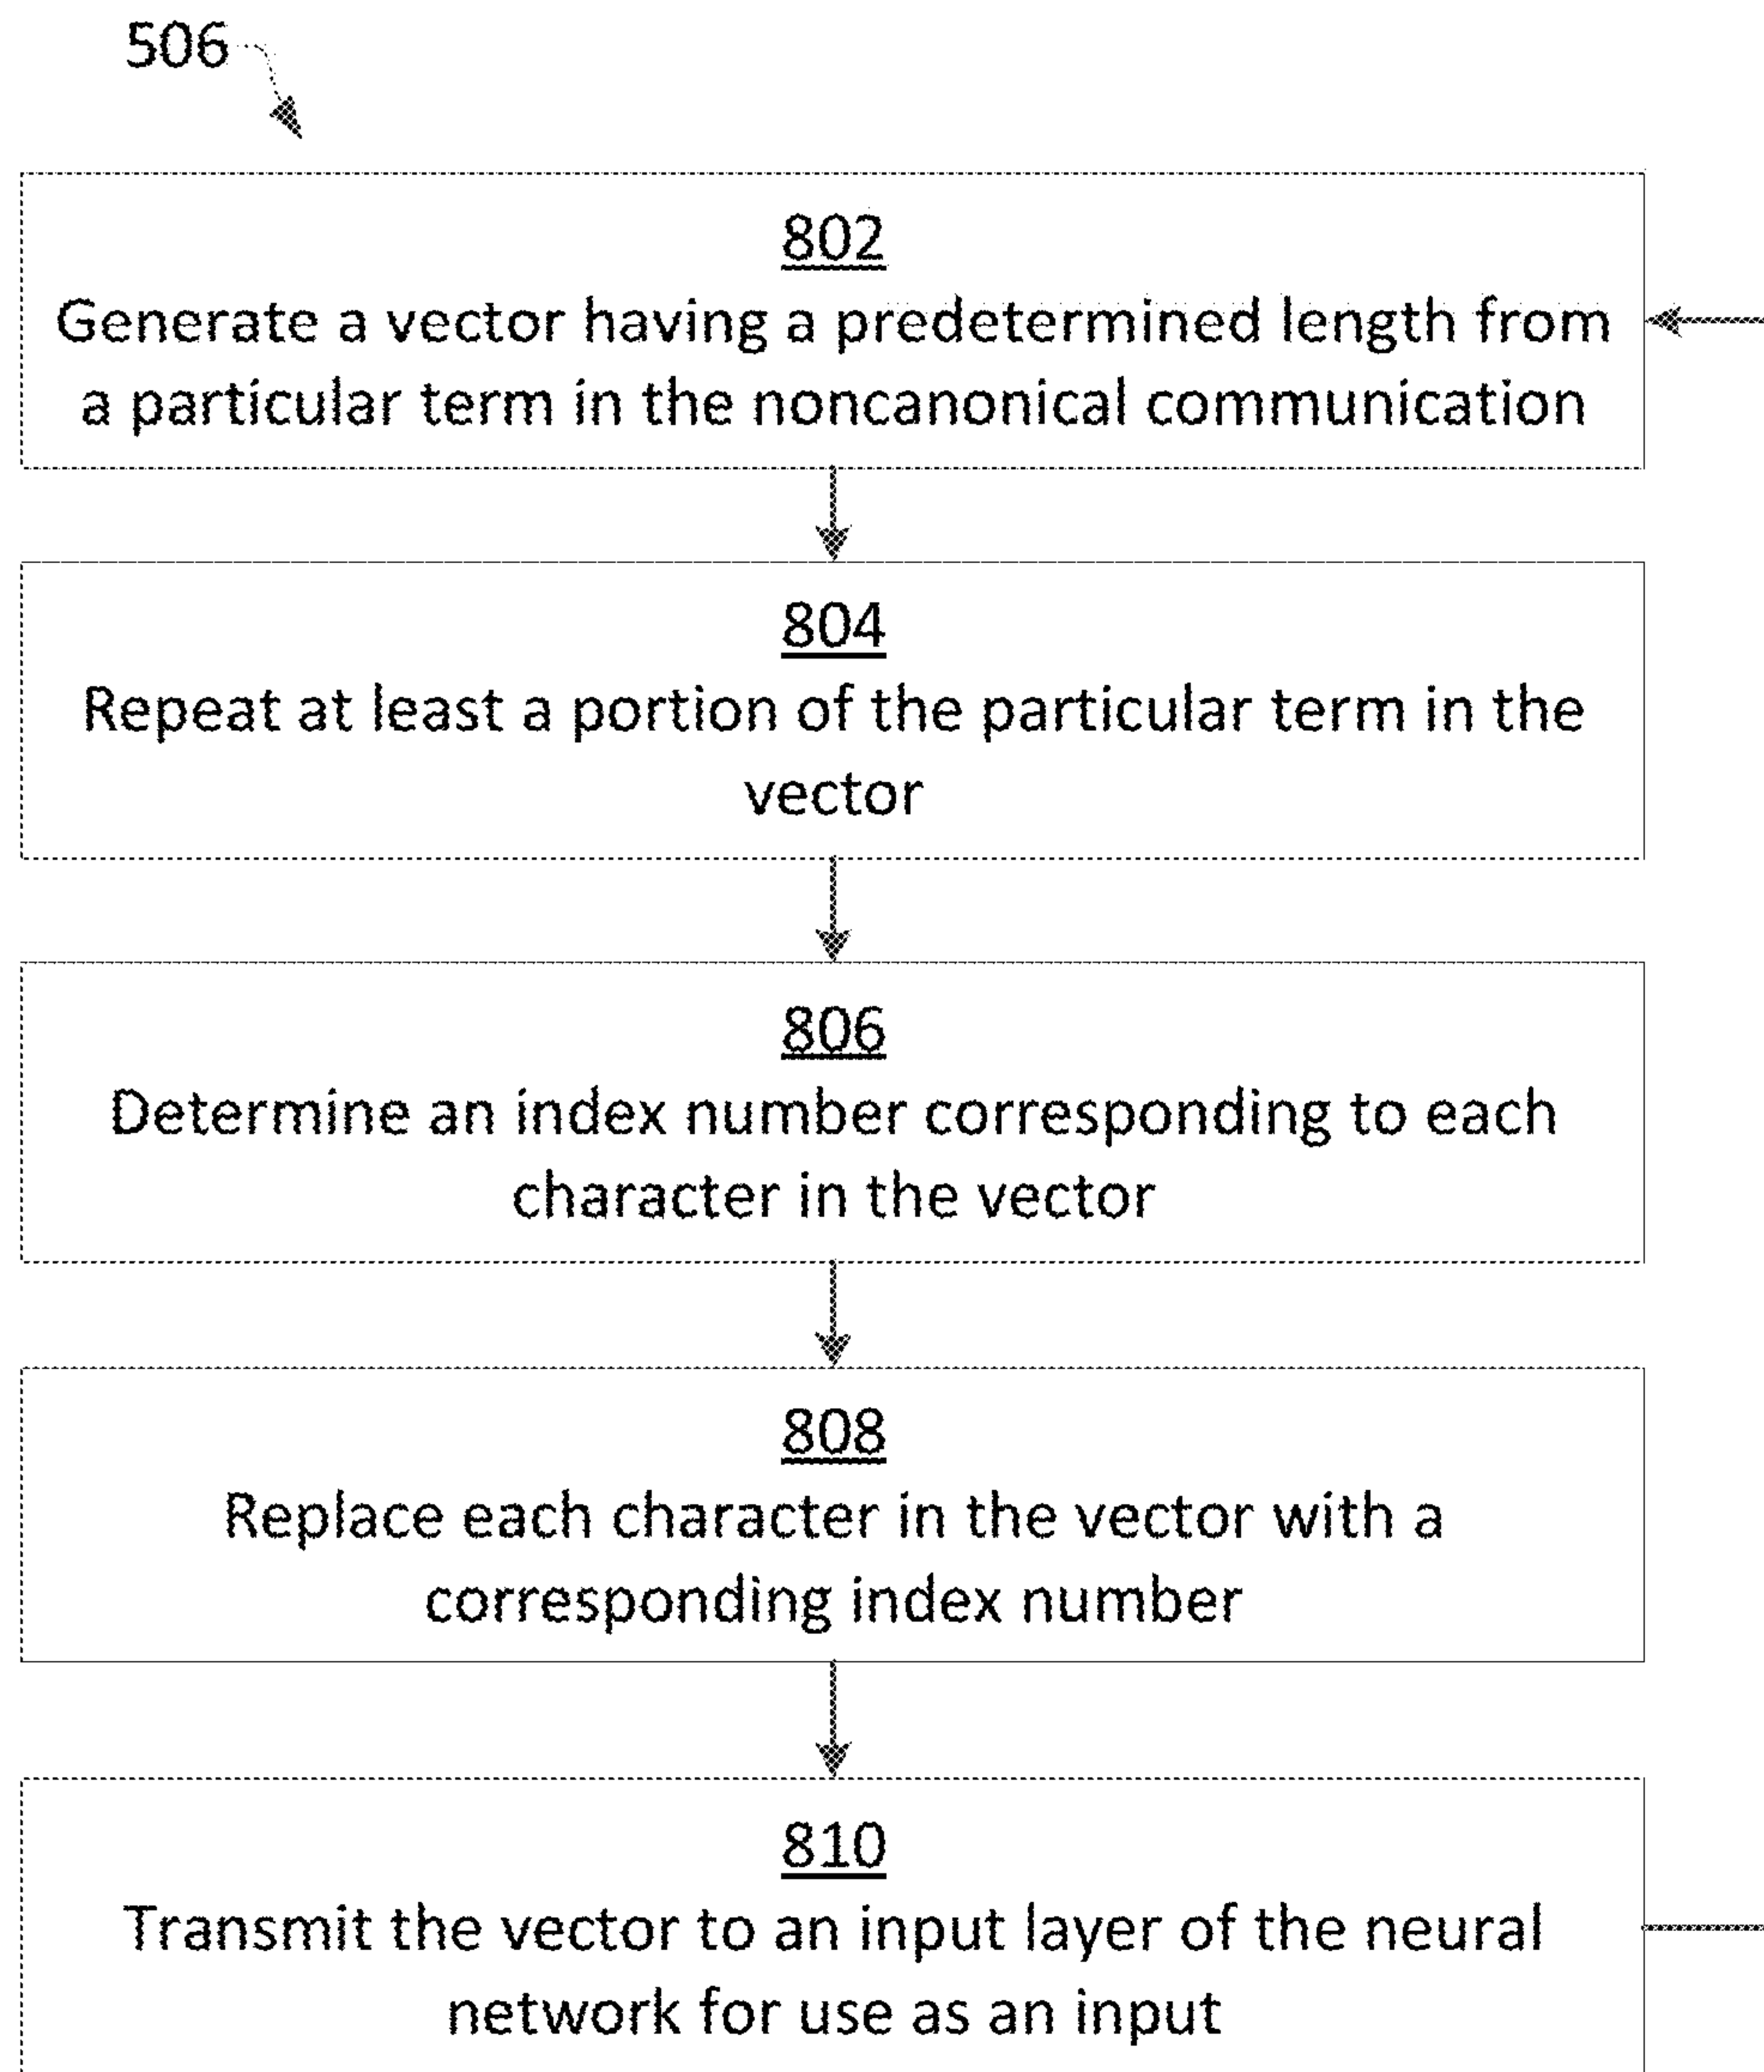 506
802
Generate a vector having a predetermined length from
a particular term in the noncanonical communication
804
Repeat at least a portion of the particular term in the
vector
806
Determine an index number corresponding to each
character in the vector
808
Replace each character in the vector with a
corresponding index number
810
Transmit the vector to an input layer of the neural
network for use as an input